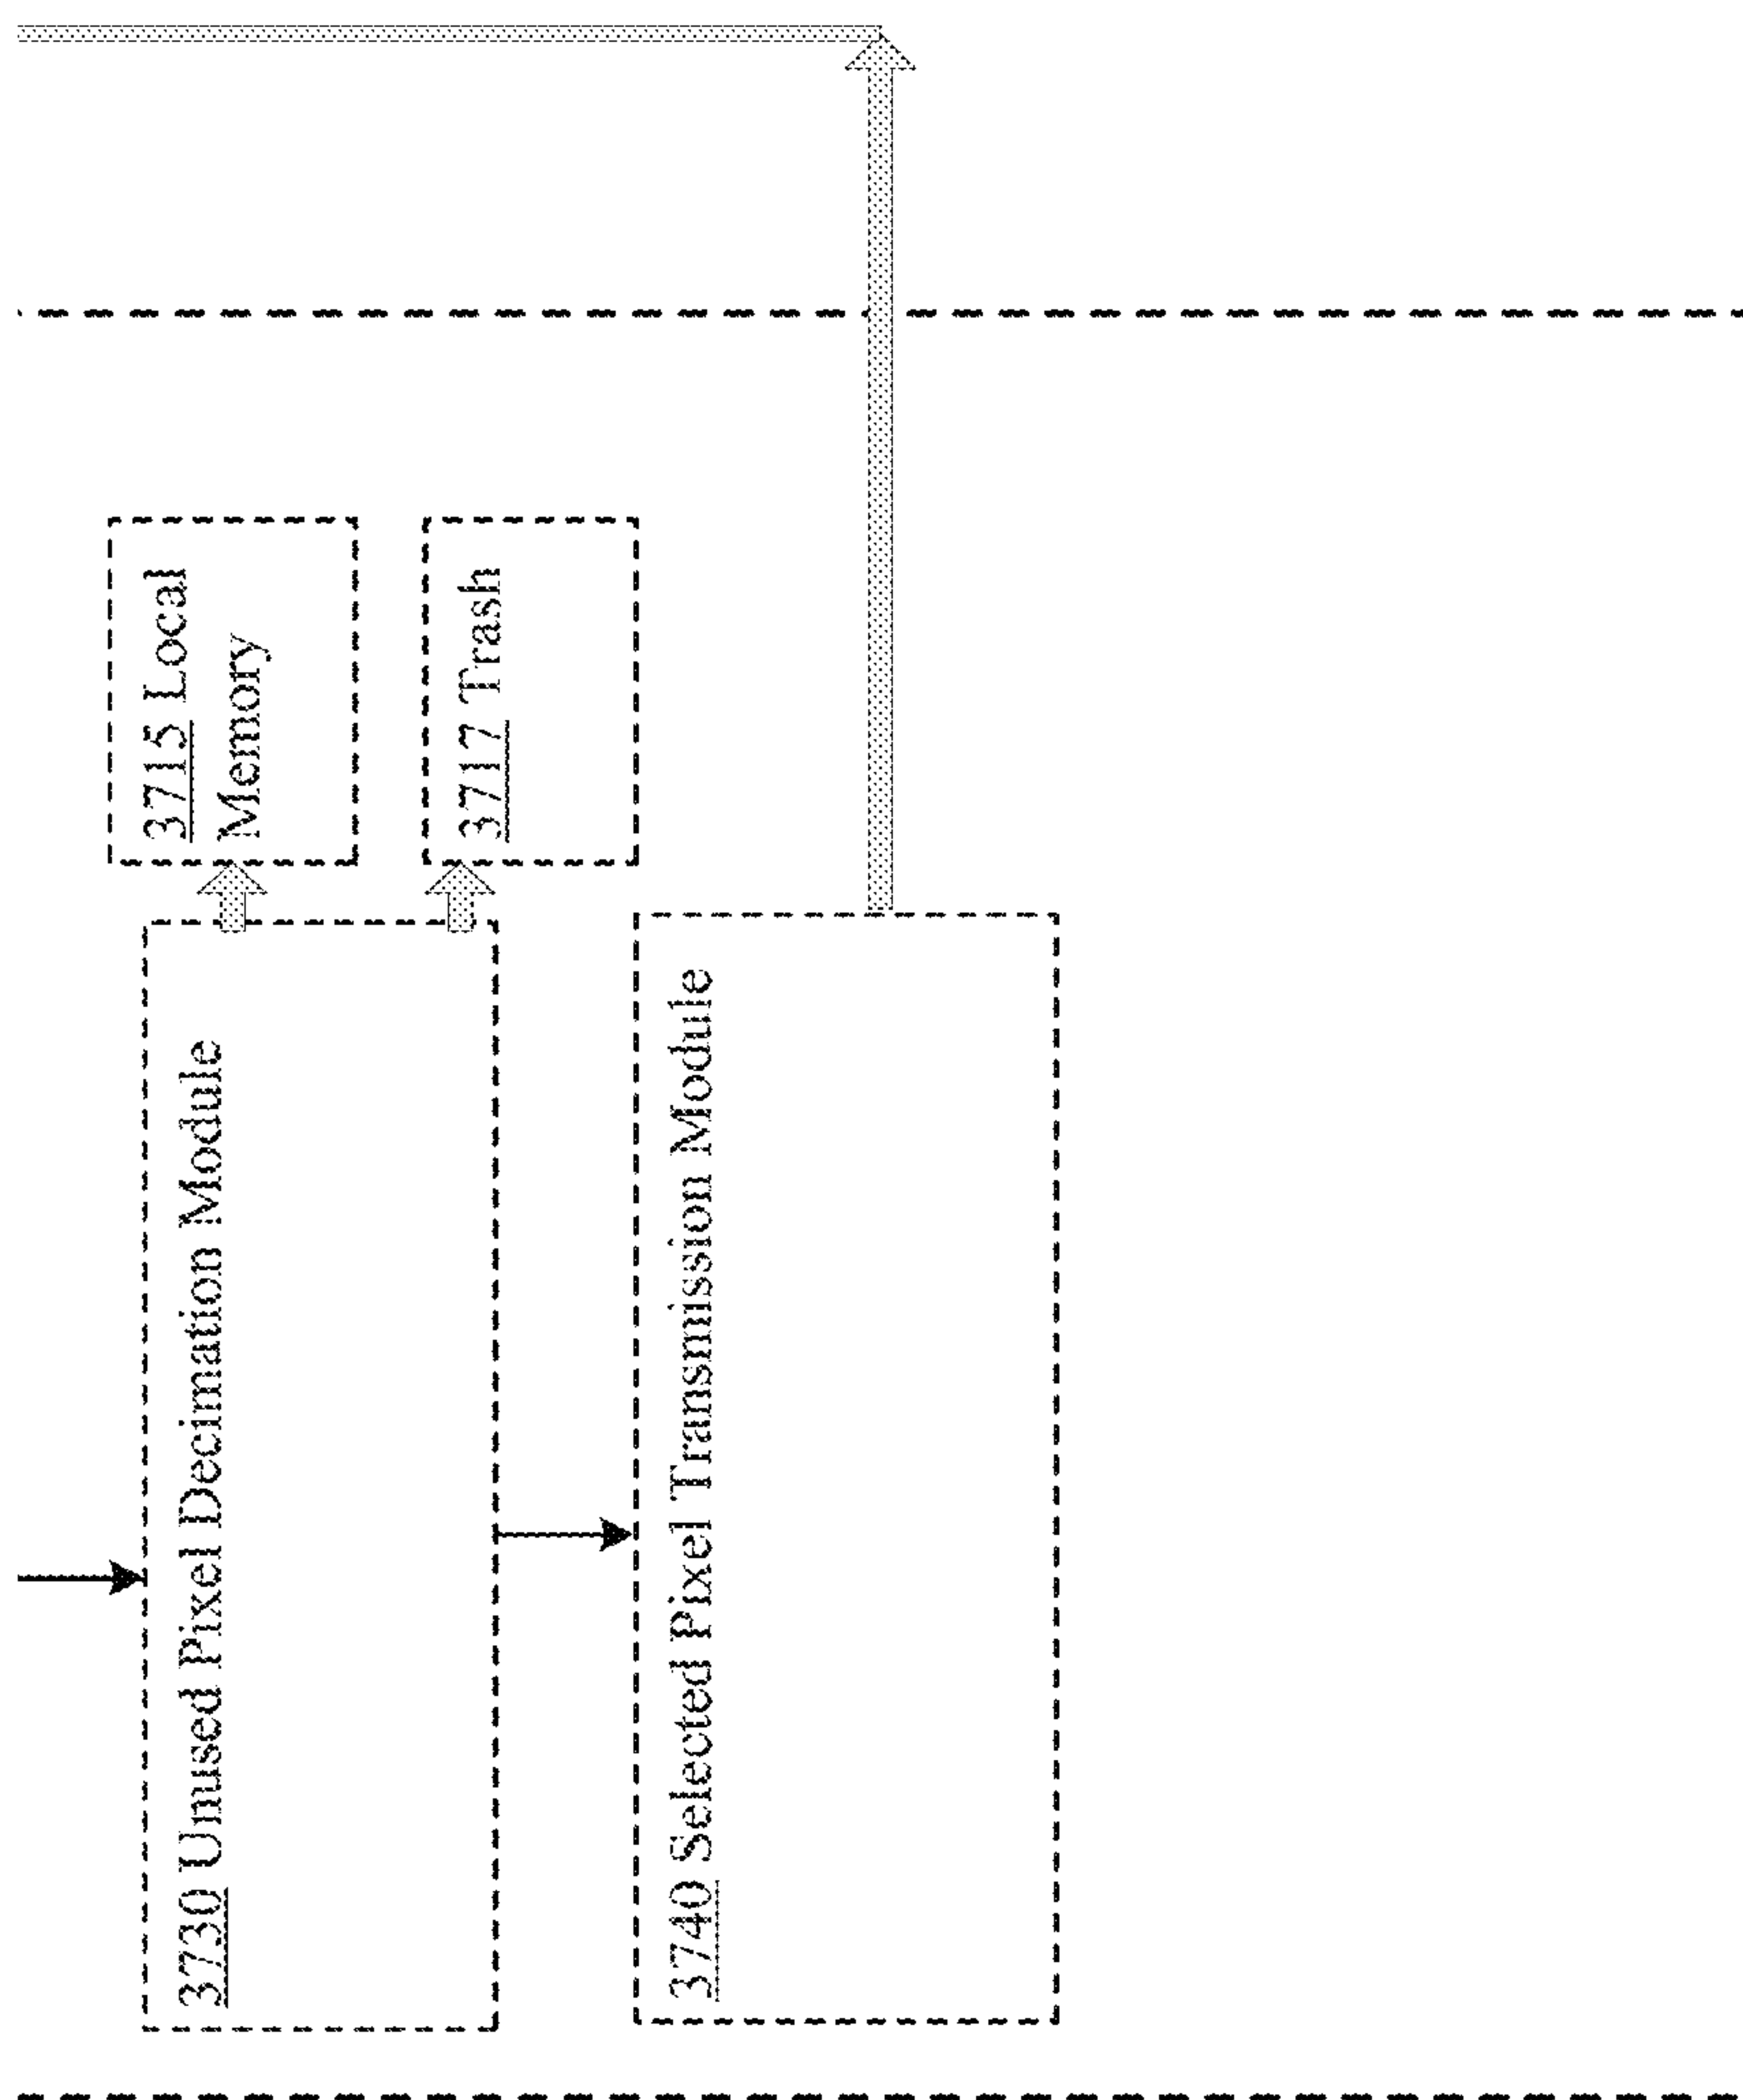 3715 Local
Memory
3717 Trash
3730 Unused Pixel Decimation Module
3740 Selected Pixel Transmission Module